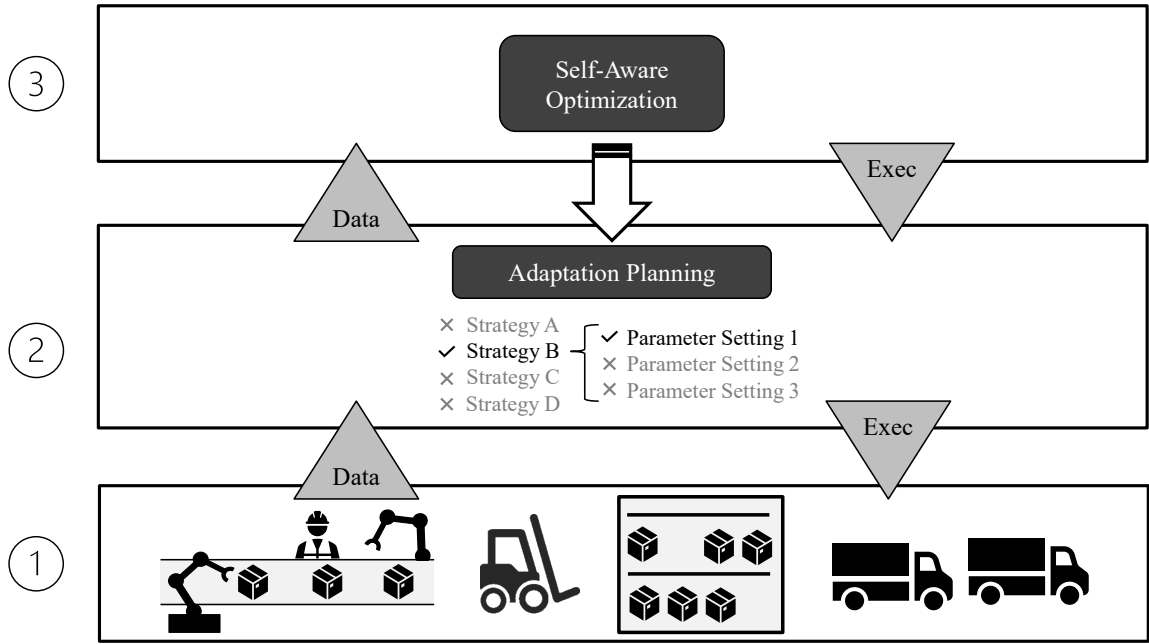 3
Self-Aware
Optimization
Data
Exec
2
Adaptation Planning
Strategy A
Strategy B
Strategy C
Strategy D
Parameter Setting 1
Parameter Setting 2
Parameter Setting 3
Data
Exec
1